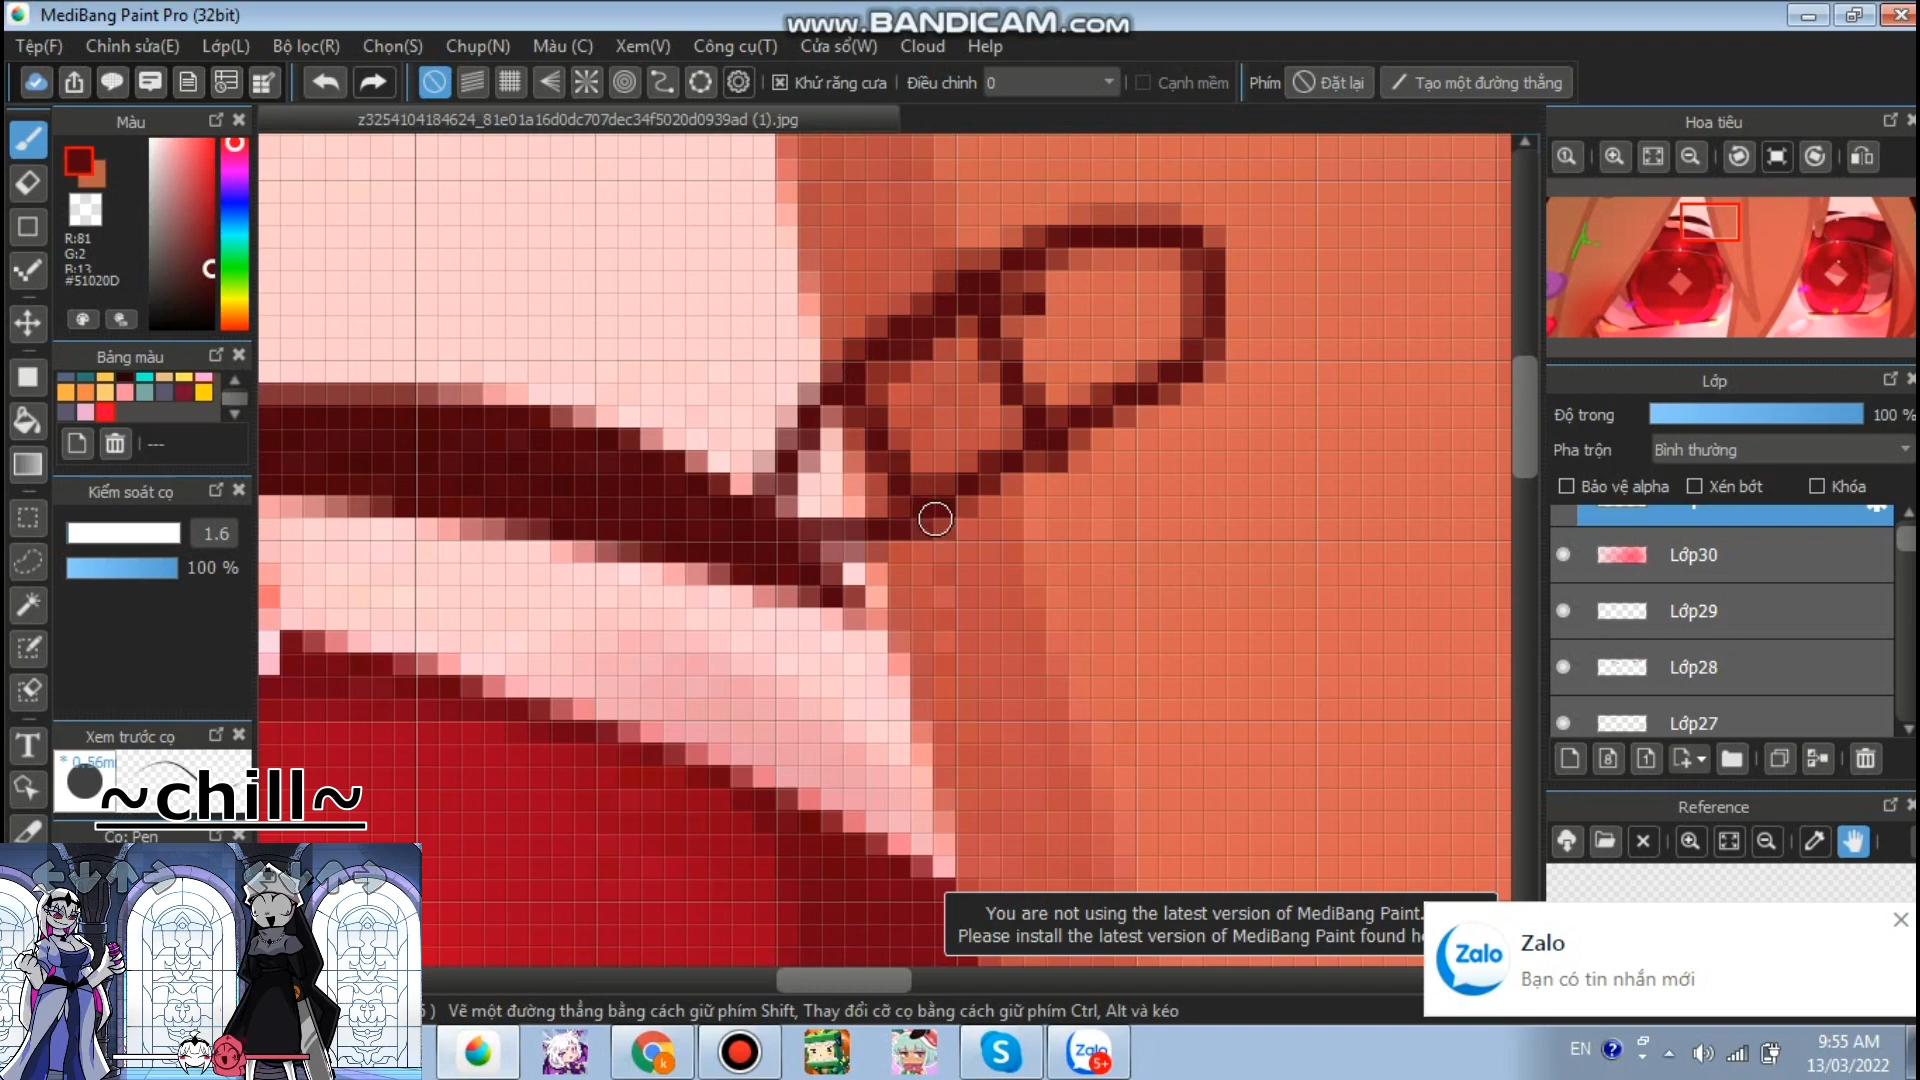 MediBang Paint Pro (32bit)
www.BANDICAM.com
Tệp(F) Chỉnh sửa(E) Lớp(L) Bộ lọc(R) Chọn(S) Chụp(N) Màu (C) Xem(V) Công cụ(T) Cửa sổ(W) Cloud Help
Khử răng cưa Điều chỉnh 0 Cạnh mềm Phím Đặt lại Tạo một đường thẳng
Màu
z3254104184624_81e01a16d0dc707dec34f5020d0939ad (1).jpg
Hoa tiêu
R:81
G:2
B:13
#51020D
Bảng màu
---
Kiểm soát cọ
1.6
100 %
Lớp
Độ trong 100 %
Pha trộn Bình thường
Bảo vệ alpha Xén bớt Khóa
Lớp30
Lớp29
Lớp28
Lớp27
8 1
Xem trước cọ
* 0.56m
~chill~
Cọ: Pen
Reference
You are not using the latest version of MediBang Paint.
Please install the latest version of MediBang Paint found he
Zalo
Zalo
Bạn có tin nhắn mới
) Vẽ một đường thẳng bằng cách giữ phím Shift, Thay đổi cỡ cọ bằng cách giữ phím Ctrl, Alt và kéo
k
S
Zalo
5+
EN
9:55 AM
13/03/2022